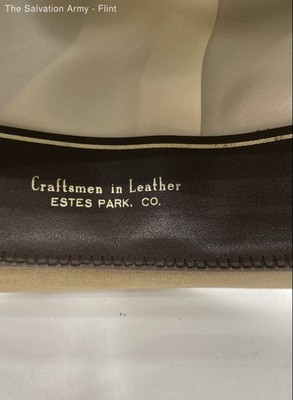 The Salvation Army - Flint
Craftsmen in Leather
ESTES PARK. CO.